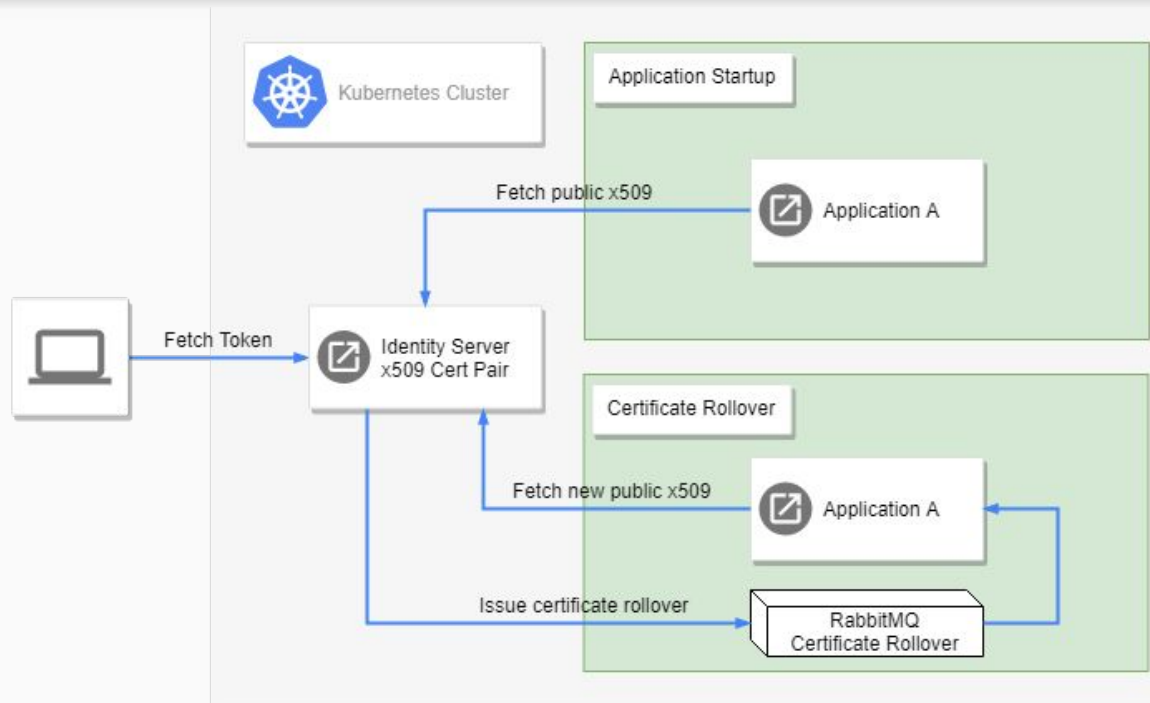 Kubernetes Cluster
Application Startup
Fetch public x509
Application A
Fetch Token
Identity Server
x509 Cert Pair
Certificate Rollover
Fetch new public x509
Application A
Issue certificate rollover
RabbitMQ
Certificate Rollover